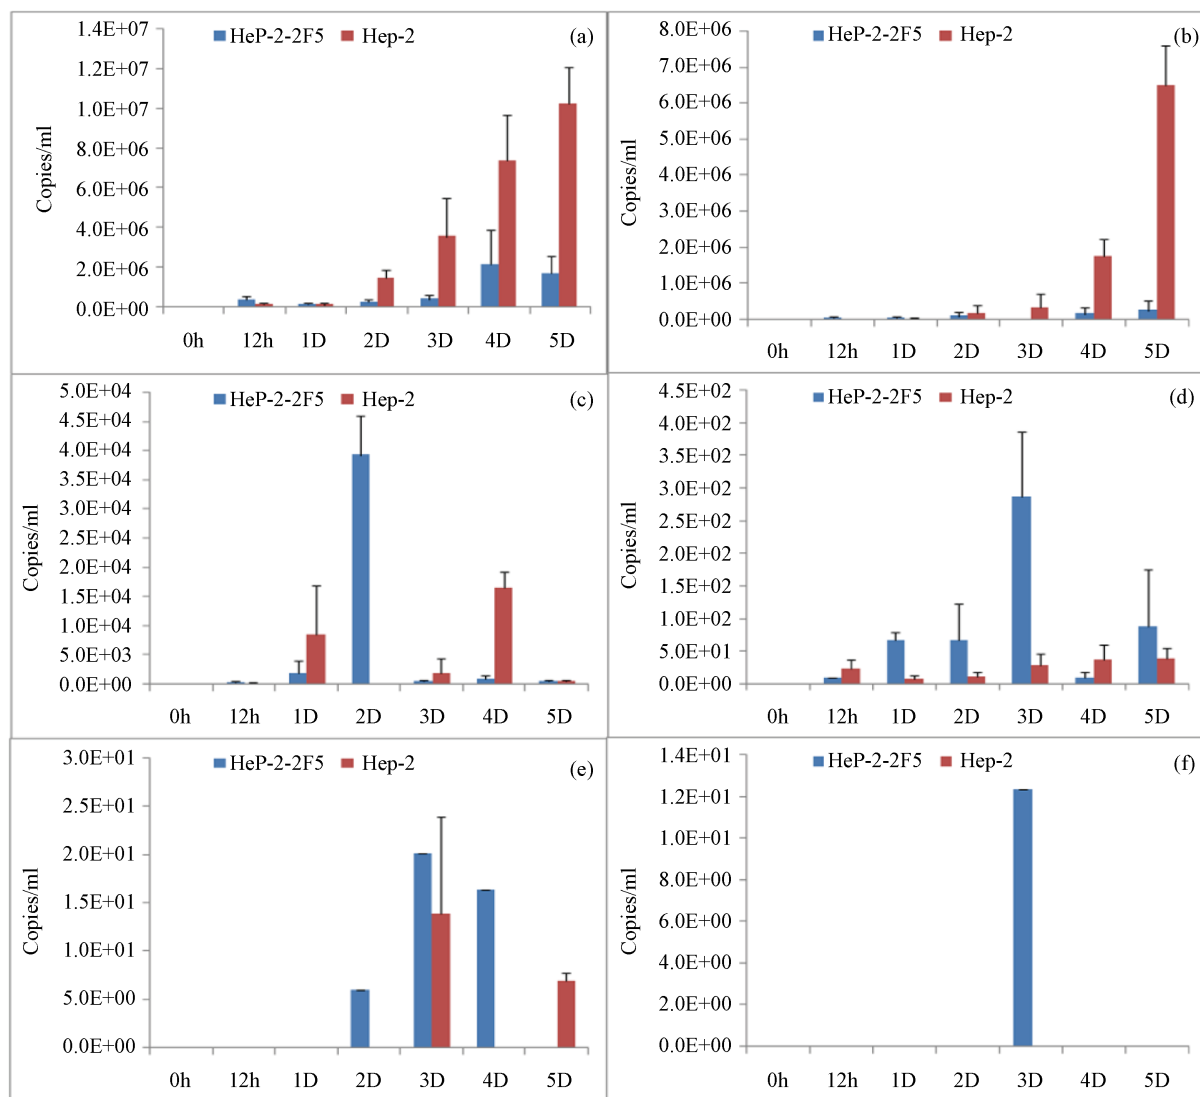 HeP-2-2F5 Hep-2 (a)
Copies/ml
1.4E+07
1.2E+07
1.0E+07
8.0E+06
6.0E+06
4.0E+06
2.0E+06
0.0E+00
0h 12h 1D 2D 3D 4D 5D
HeP-2-2F5 Hep-2 (b)
Copies/ml
8.0E+06
7.0E+06
6.0E+06
5.0E+06
4.0E+06
3.0E+06
2.0E+06
1.0E+06
0.0E+00
0h 12h 1D 2D 3D 4D 5D
HeP-2-2F5 Hep-2 (c)
Copies/ml
5.0E+04
4.5E+04
4.0E+04
3.5E+04
3.0E+04
2.5E+04
2.0E+04
1.5E+04
1.0E+04
5.0E+03
0.0E+00
0h 12h 1D 2D 3D 4D 5D
HeP-2-2F5 Hep-2 (d)
Copies/ml
4.5E+02
4.0E+02
3.5E+02
3.0E+02
2.5E+02
2.0E+02
1.5E+02
1.0E+02
5.0E+01
0.0E+00
0h 12h 1D 2D 3D 4D 5D
HeP-2-2F5 Hep-2 (e)
Copies/ml
3.0E+01
2.5E+01
2.0E+01
1.5E+01
1.0E+01
5.0E+00
0.0E+00
0h 12h 1D 2D 3D 4D 5D
HeP-2-2F5 Hep-2 (f)
Copies/ml
1.4E+01
1.2E+01
1.0E+01
8.0E+00
6.0E+00
4.0E+00
2.0E+00
0.0E+00
0h 12h 1D 2D 3D 4D 5D